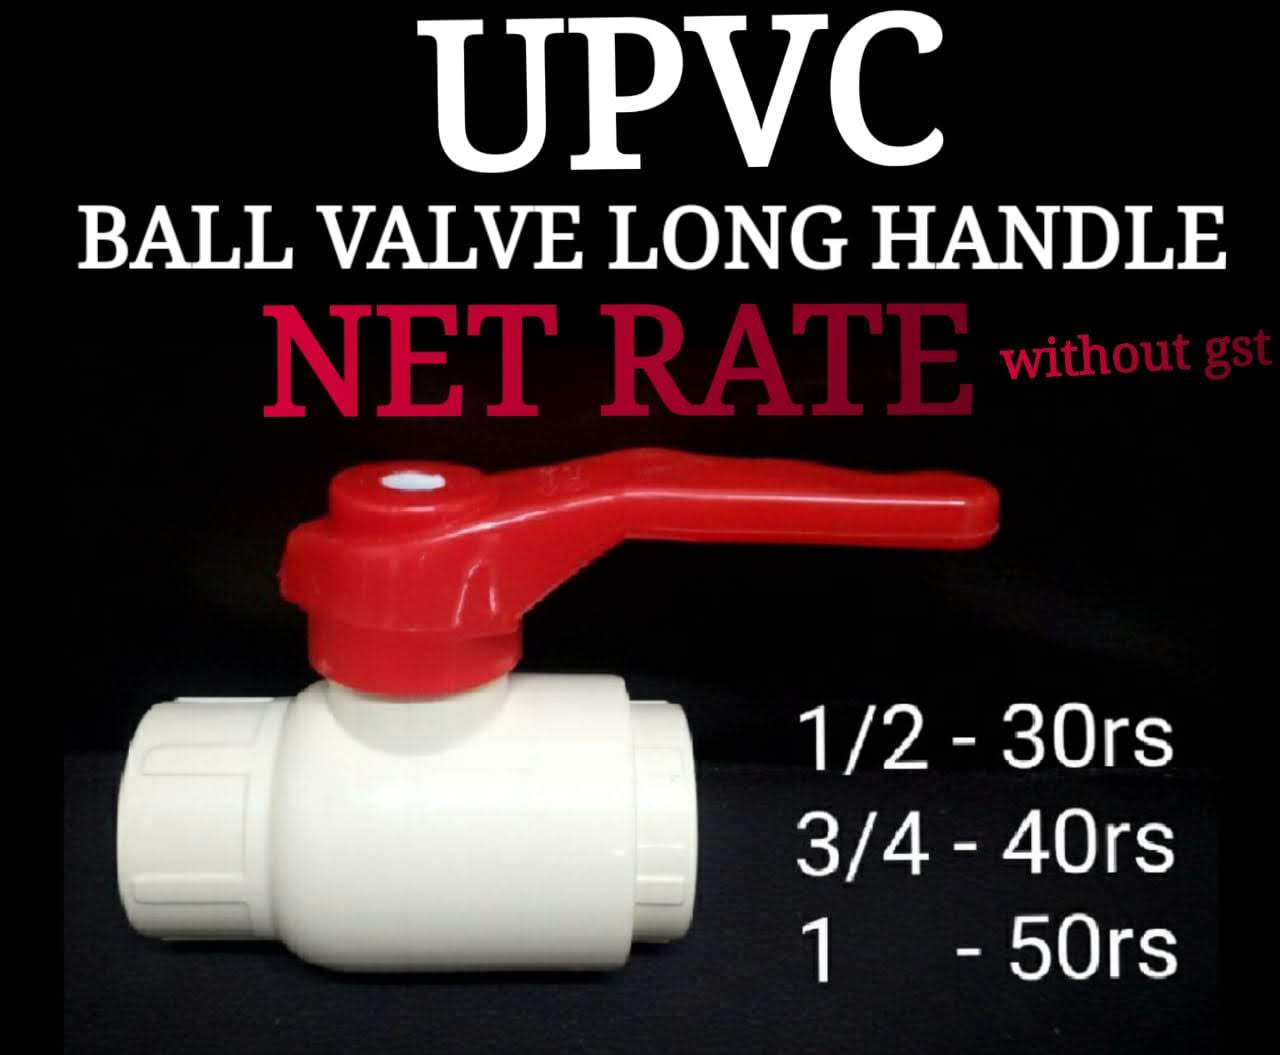 UPVC
BALL VALVE LONG HANDLE
NET RATE without gst
1/2 - 30rs
3/4 - 40rs
1 - 50rs